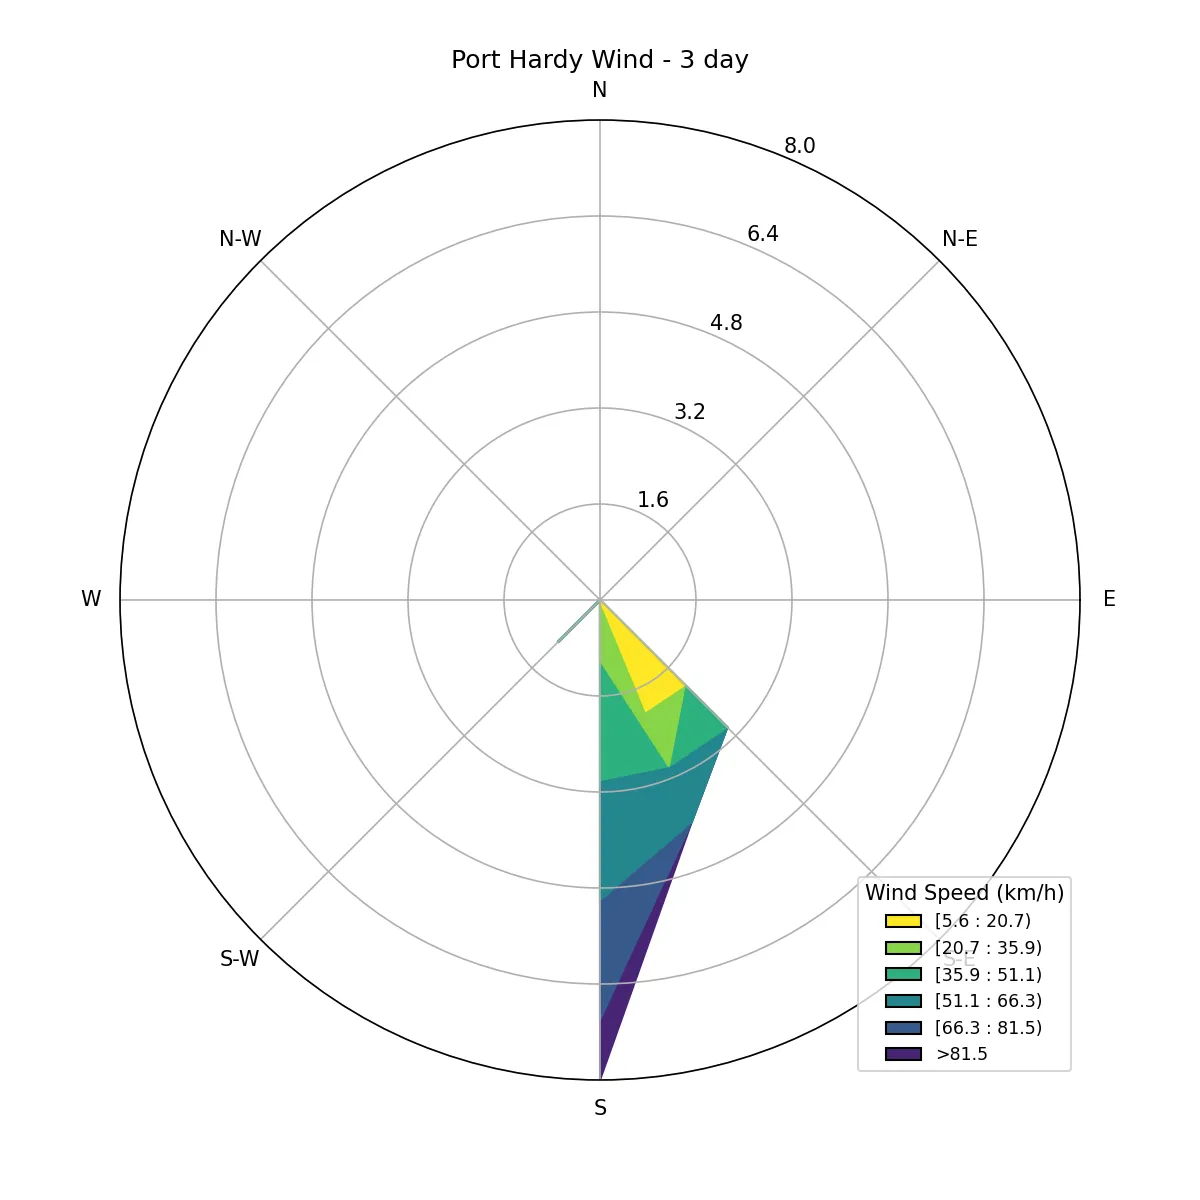 Port Hardy Wind - 3 day
N
8.0
N-W
N-E
6.4
4.8
3.2
1.6
W
E
Wind Speed (km/h)
[5.6 : 20.7)
[20.7 : 35.9)
S-W
S-E
[35.9 : 51.1)
[51.1 : 66.3)
[66.3 : 81.5)
>81.5
S